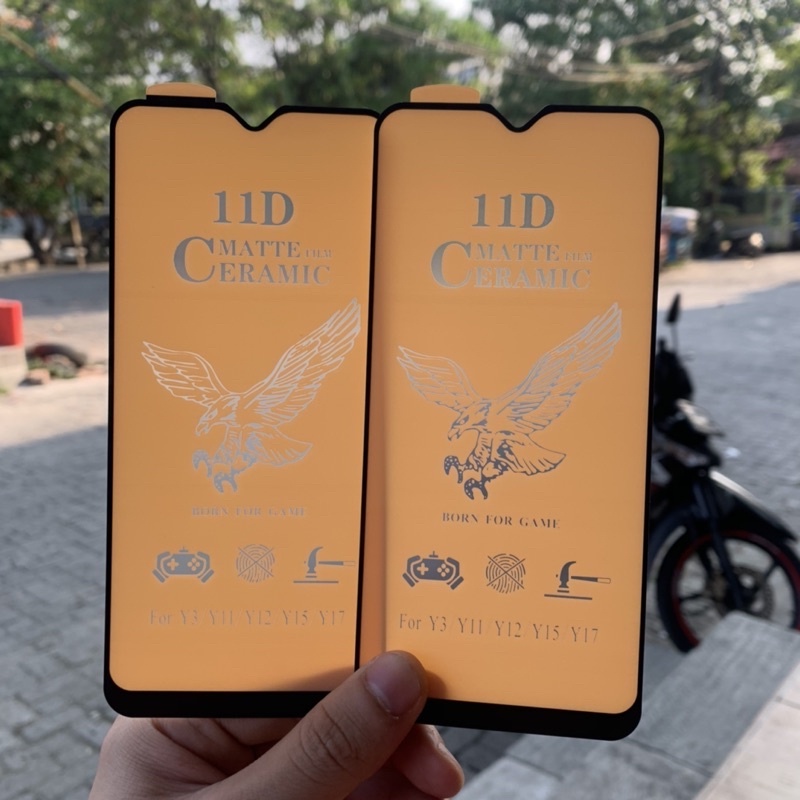 11D
MATTE FILM
CERAMIC
BORN FOR GAME
For Y3 Y11 Y12 Y15 Y17
11D
MATTE FILM
CERAMIC
BORN FOR GAME
For Y3/Y11/Y12/Y15/Y17